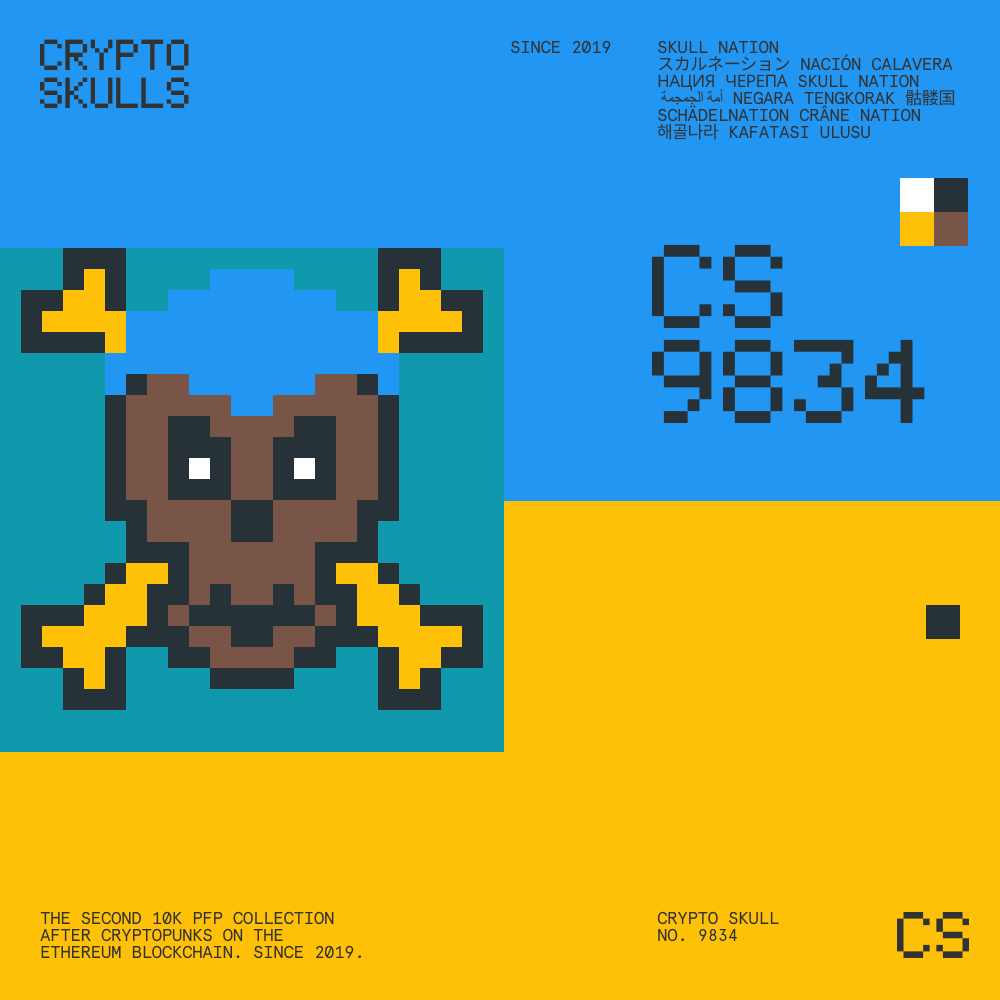 CRYPTO
SKULLS
SINCE 2019
SKULL NATION
スカルネーション NACIÓN CALAVERA
НАЦИЯ ЧЕРЕПА SKULL NATION
أمة الجمجمة NEGARA TENGKORAK 骷髅国
SCHÄDELNATION CRÂNE NATION
해골나라 KAFATASI ULUSU
CS
9834
THE SECOND 10K PFP COLLECTION
AFTER CRYPTOPUNKS ON THE
ETHEREUM BLOCKCHAIN. SINCE 2019.
CRYPTO SKULL
NO. 9834
CS